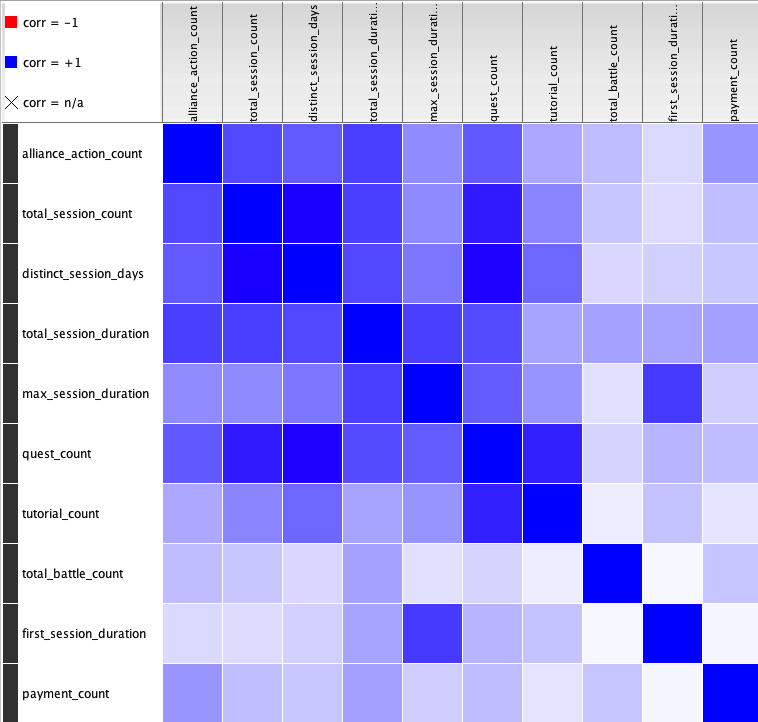 corr = -1
corr = +1
corr = n/a
alliance_action_count
total_session_count
distinct_session_days
total_session_durati...
max_session_durati...
quest_count
tutorial_count
total_battle_count
first_session_durati...
payment_count
alliance_action_count
total_session_count
distinct_session_days
total_session_duration
max_session_duration
quest_count
tutorial_count
total_battle_count
first_session_duration
payment_count